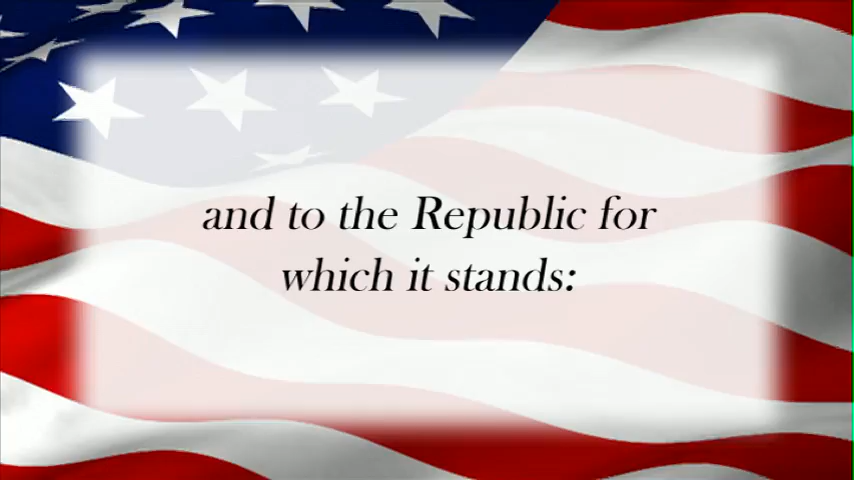 and to the Republic for
which it stands: